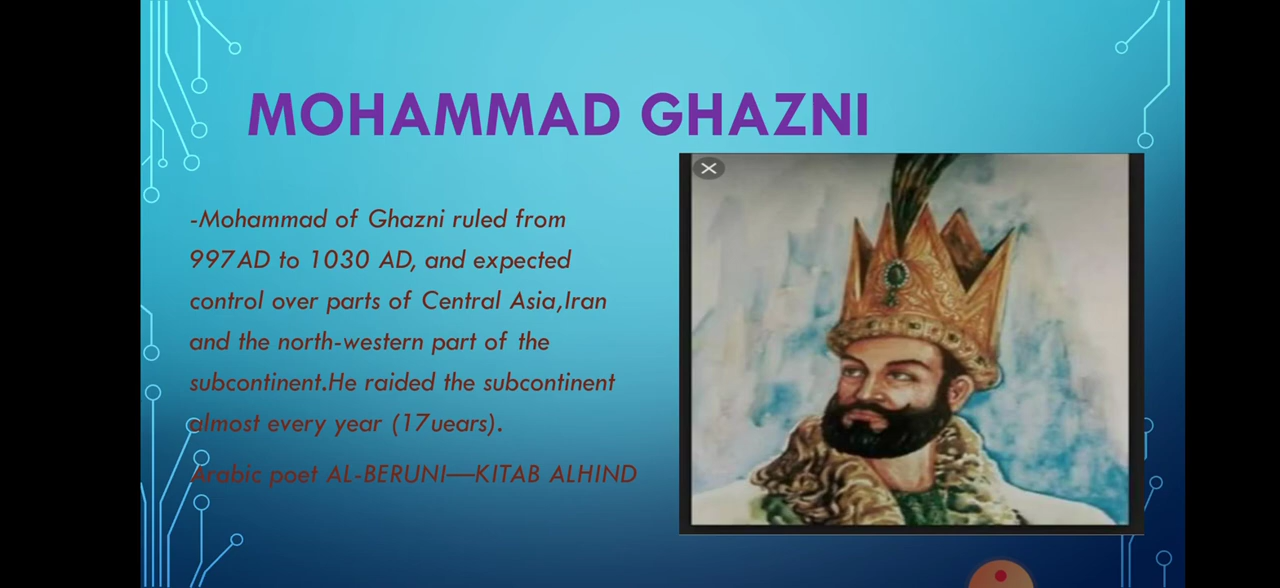 MOHAMMAD GHAZNI
-Mohammad of Ghazni ruled from
997AD to 1030 AD, and expected
control over parts of Central Asia,Iran
and the north-western part of the
subcontinent.He raided the subcontinent
almost every year (17uears).
Arabic poet AL-BERUNI—KITAB ALHIND